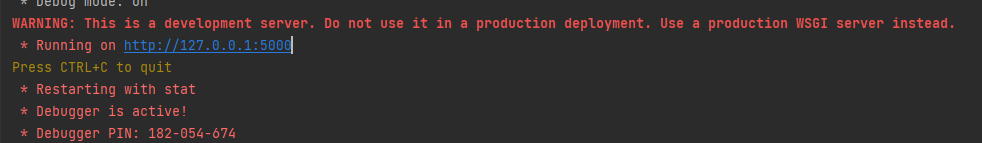 * Debug mode: on
WARNING: This is a development server. Do not use it in a production deployment. Use a production WSGI server instead.
* Running on http://127.0.0.1:5000
Press CTRL+C to quit
* Restarting with stat
* Debugger is active!
* Debugger PIN: 182-054-674